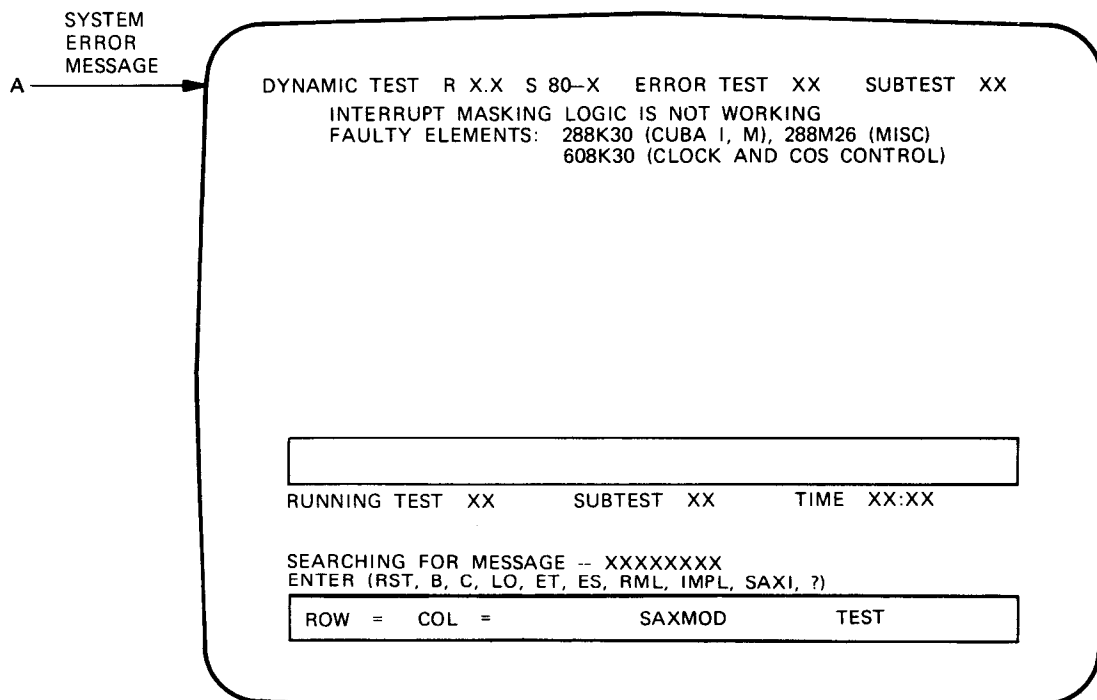 SYSTEM
ERROR
MESSAGE
A
DYNAMIC TEST R X.X S 80–X ERROR TEST XX SUBTEST XX
INTERRUPT MASKING LOGIC IS NOT WORKING
FAULTY ELEMENTS: 288K30 (CUBA I, M), 288M26 (MISC)
608K30 (CLOCK AND COS CONTROL)
RUNNING TEST XX SUBTEST XX TIME XX:XX
SEARCHING FOR MESSAGE -- XXXXXXXX
ENTER (RST, B, C, LO, ET, ES, RML, IMPL, SAXI, ?)
ROW = COL = SAXMOD TEST